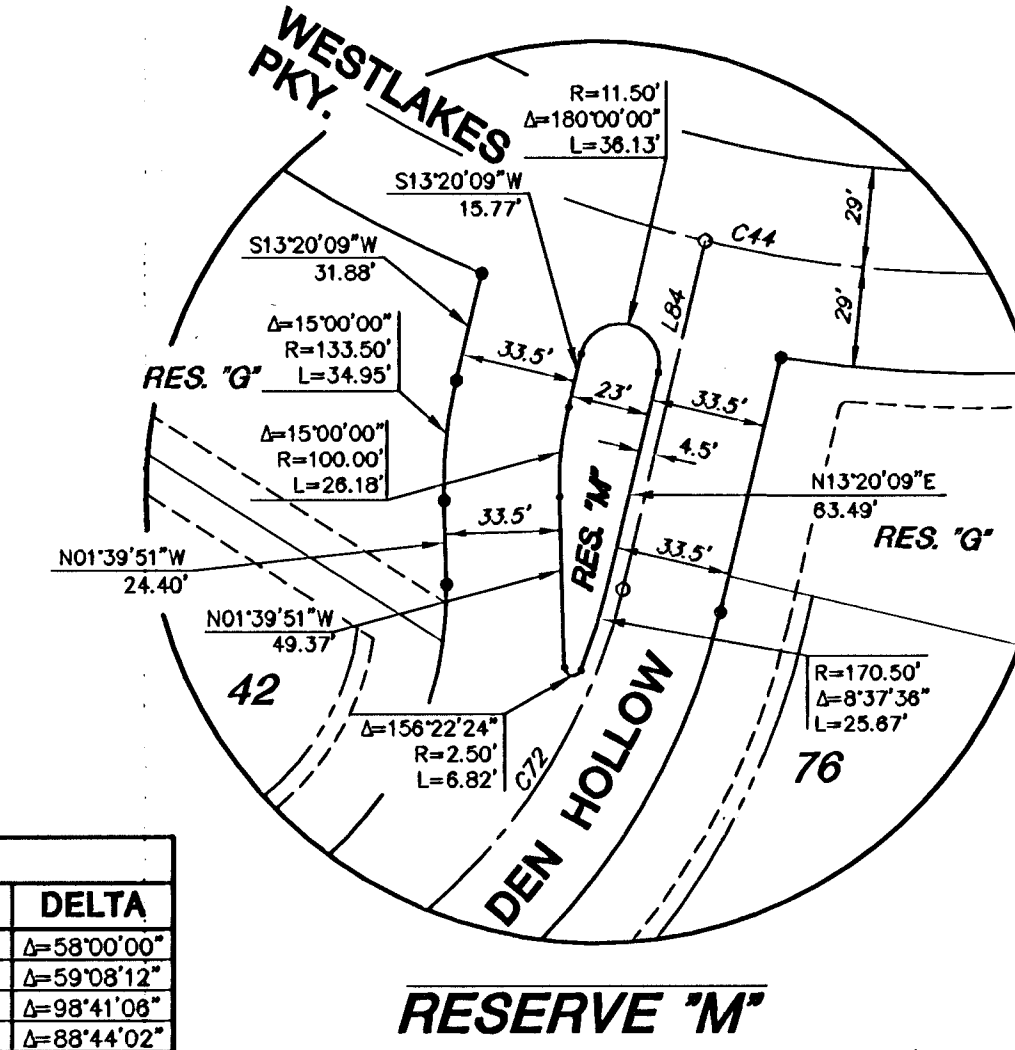 WESTLAKES
PKY.
R=11.50'
Δ=180°00'00"
L=36.13'
S13°20'09"W
15.77'
C44
29'
29'
S13°20'09"W
31.88'
L84
Δ=15°00'00"
R=133.50'
L=34.95'
33.5'
RES. "G"
23'
33.5'
4.5'
Δ=15°00'00"
R=100.00'
L=26.18'
N13°20'09"E
63.49'
RES. "M"
33.5'
RES. "G"
33.5'
N01°39'51"W
24.40'
N01°39'51"W
49.37'
42
R=170.50'
Δ=8°37'36"
L=25.67'
Δ=156°22'24"
R=2.50'
L=6.82'
C72
76
DEN HOLLOW
DELTA
Δ=58°00'00"
Δ=59°08'12"
Δ=98°41'06"
Δ=88°44'02"
RESERVE "M"